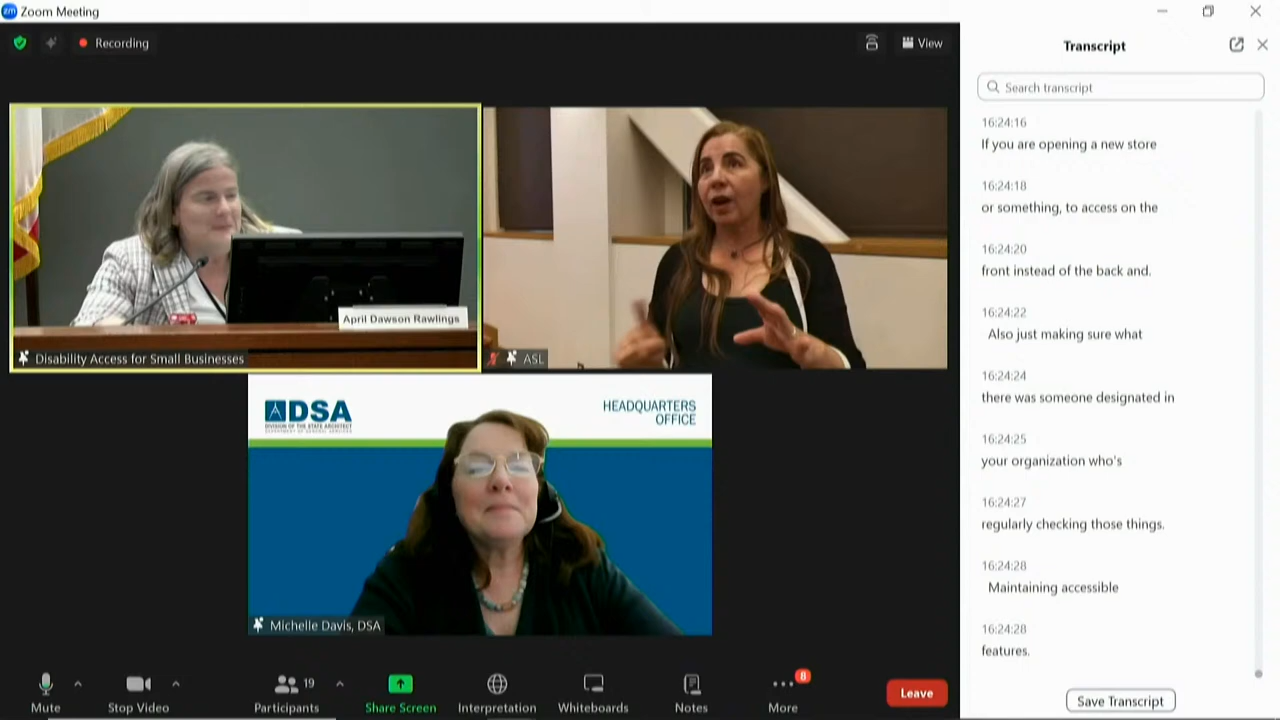 zm Zoom Meeting
Recording
View
April Dawson Rawlings
Disability Access for Small Businesses
ASL
DSA
DIVISION OF THE STATE ARCHITECT
DEPARTMENT OF GENERAL SERVICES
HEADQUARTERS
OFFICE
Michelle Davis, DSA
Mute
Stop Video
19
Participants
Share Screen
Interpretation
Whiteboards
Notes
8
More
Leave
Transcript
Search transcript
16:24:16
If you are opening a new store
16:24:18
or something, to access on the
16:24:20
front instead of the back and.
16:24:22
Also just making sure what
16:24:24
there was someone designated in
16:24:25
your organization who's
16:24:27
regularly checking those things.
16:24:28
Maintaining accessible
16:24:28
features.
Save Transcript